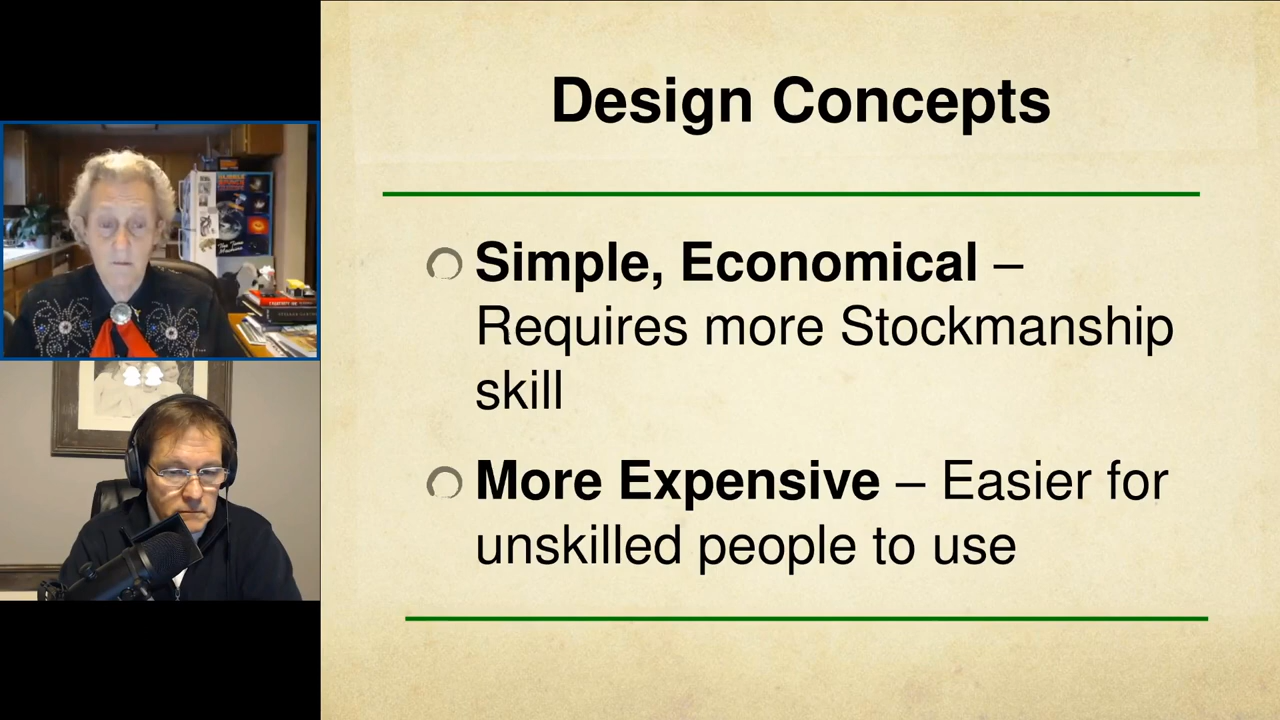 Design Concepts
Simple, Economical –
Requires more Stockmanship
skill
More Expensive – Easier for
unskilled people to use